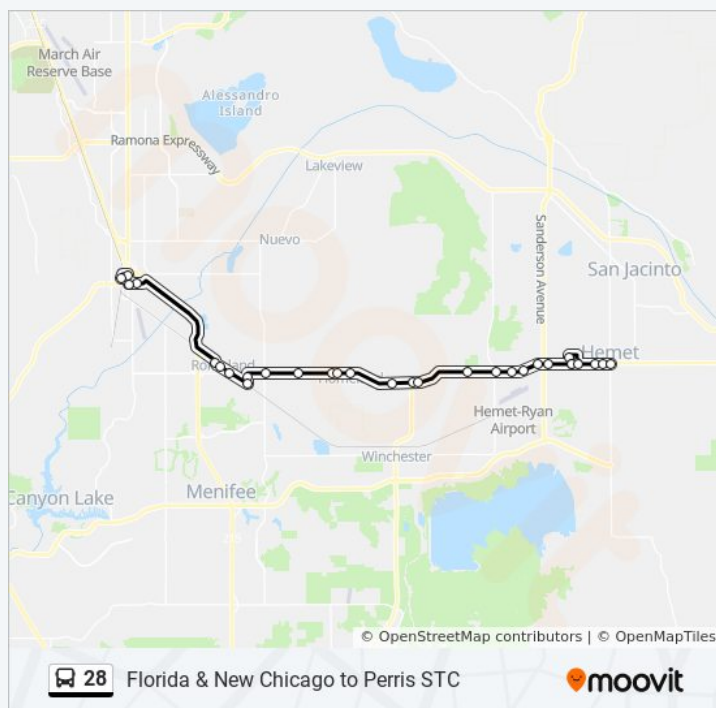 March Air
Reserve Base
Alessandro
Island
Ramona Expressway
Lakeview
Nuevo
Sanderson Avenue
San Jacinto
Hemet
Hemet-Ryan
Airport
Winchester
Canyon Lake
Menifee
© OpenStreetMap contributors | © OpenMapTiles
28 Florida & New Chicago to Perris STC moovit